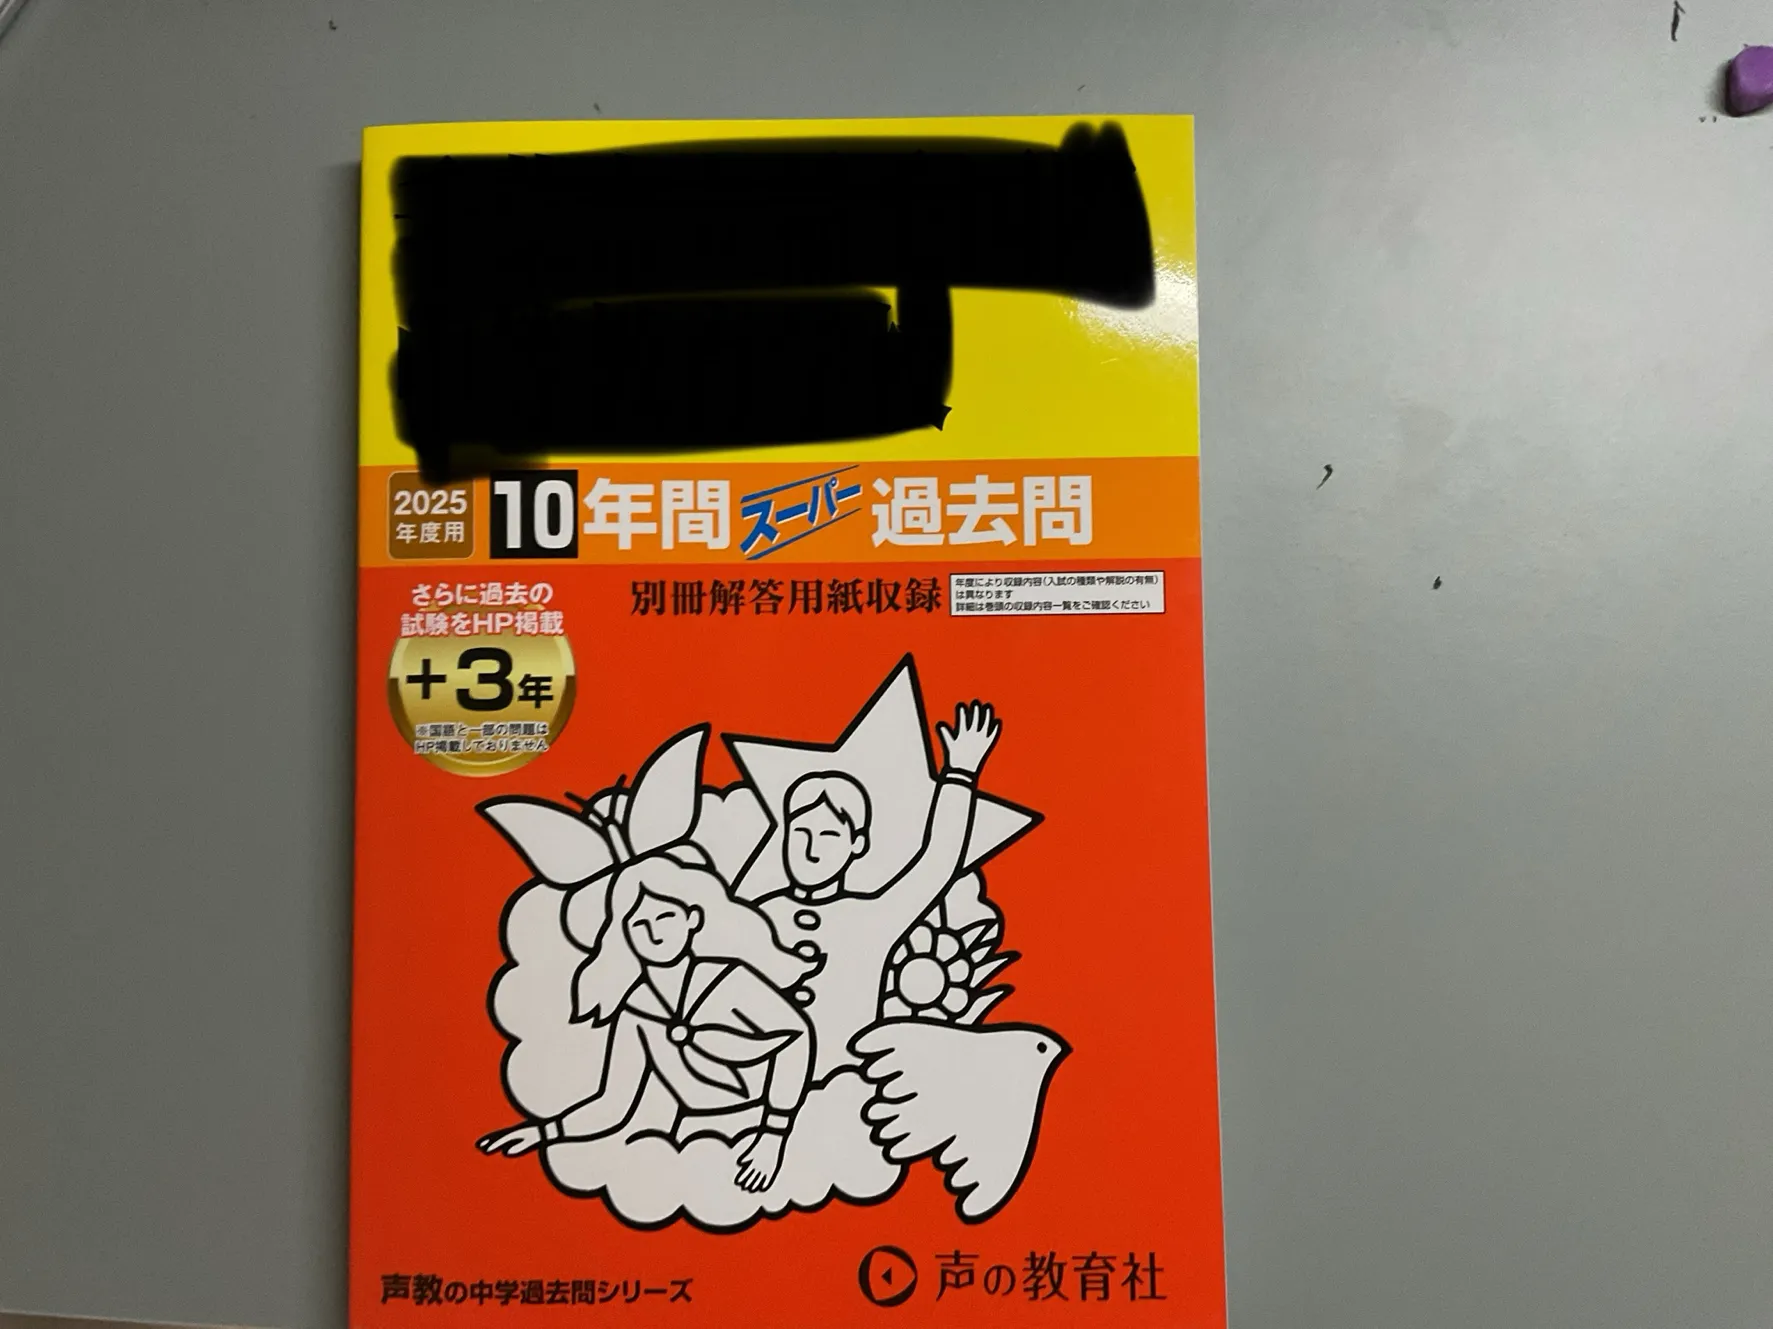 2025
年度用
10年間スーパー過去問
別冊解答用紙収録
年度により収録内容(入試の種類や解説の有無)
は異なります
詳細は巻頭の収録内容一覧をご確認ください
さらに過去の
試験をHP掲載
+3年
※国語と一部の問題は
HP掲載しておりません
声教の中学過去問シリーズ
声の教育社